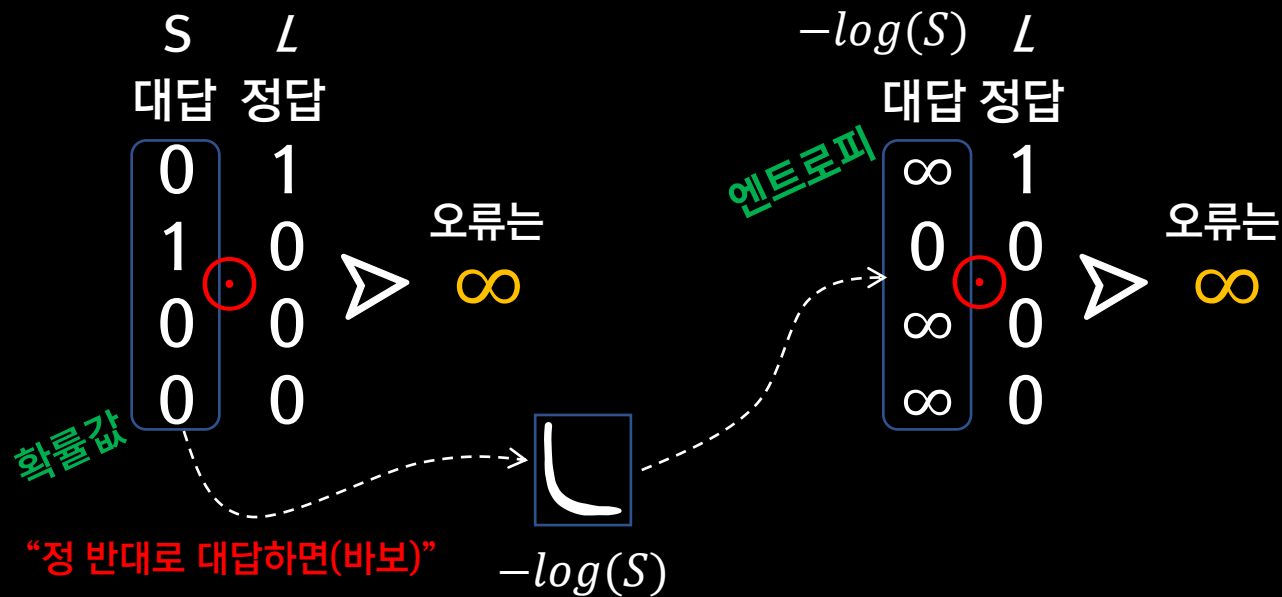 S L
대답 정답
0 1
1 0
0 0
0 0
확률값
오류는
∞
"정 반대로 대답하면(바보)"
−log(S)
엔트로피
−log(S) L
대답 정답
∞ 1
0 0
∞ 0
∞ 0
오류는
∞